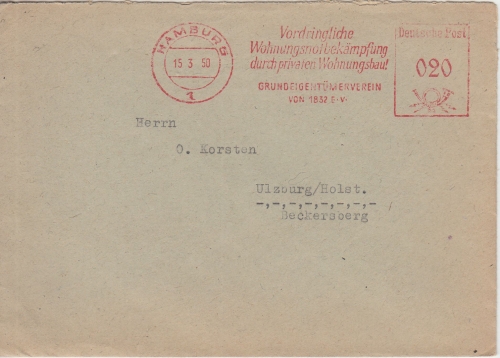 HAMBURG
15 3 50
1
Vordringliche
Wohnungsnotbekämpfung
durch privaten Wohnungsbau!
GRUNDEIGENTÜMERVEREIN
VON 1832 E·V·
Deutsche Post
020
Herrn
O. Korsten
Ulzburg/Holst.
-,-,-,-,-,-,-,-
Beckersberg